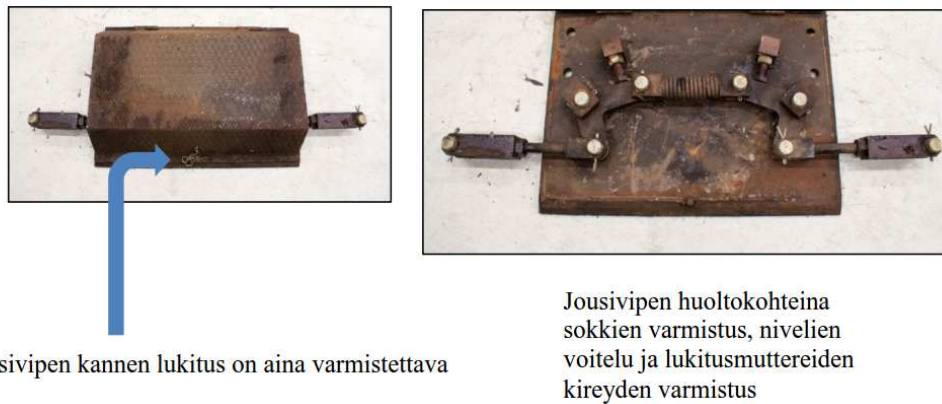 sivipen kannen lukitus on aina varmistettava
Jousivipen huoltokohteina
sokkien varmistus, nivelien
voitelu ja lukitusmuttereiden
kireyden varmistus